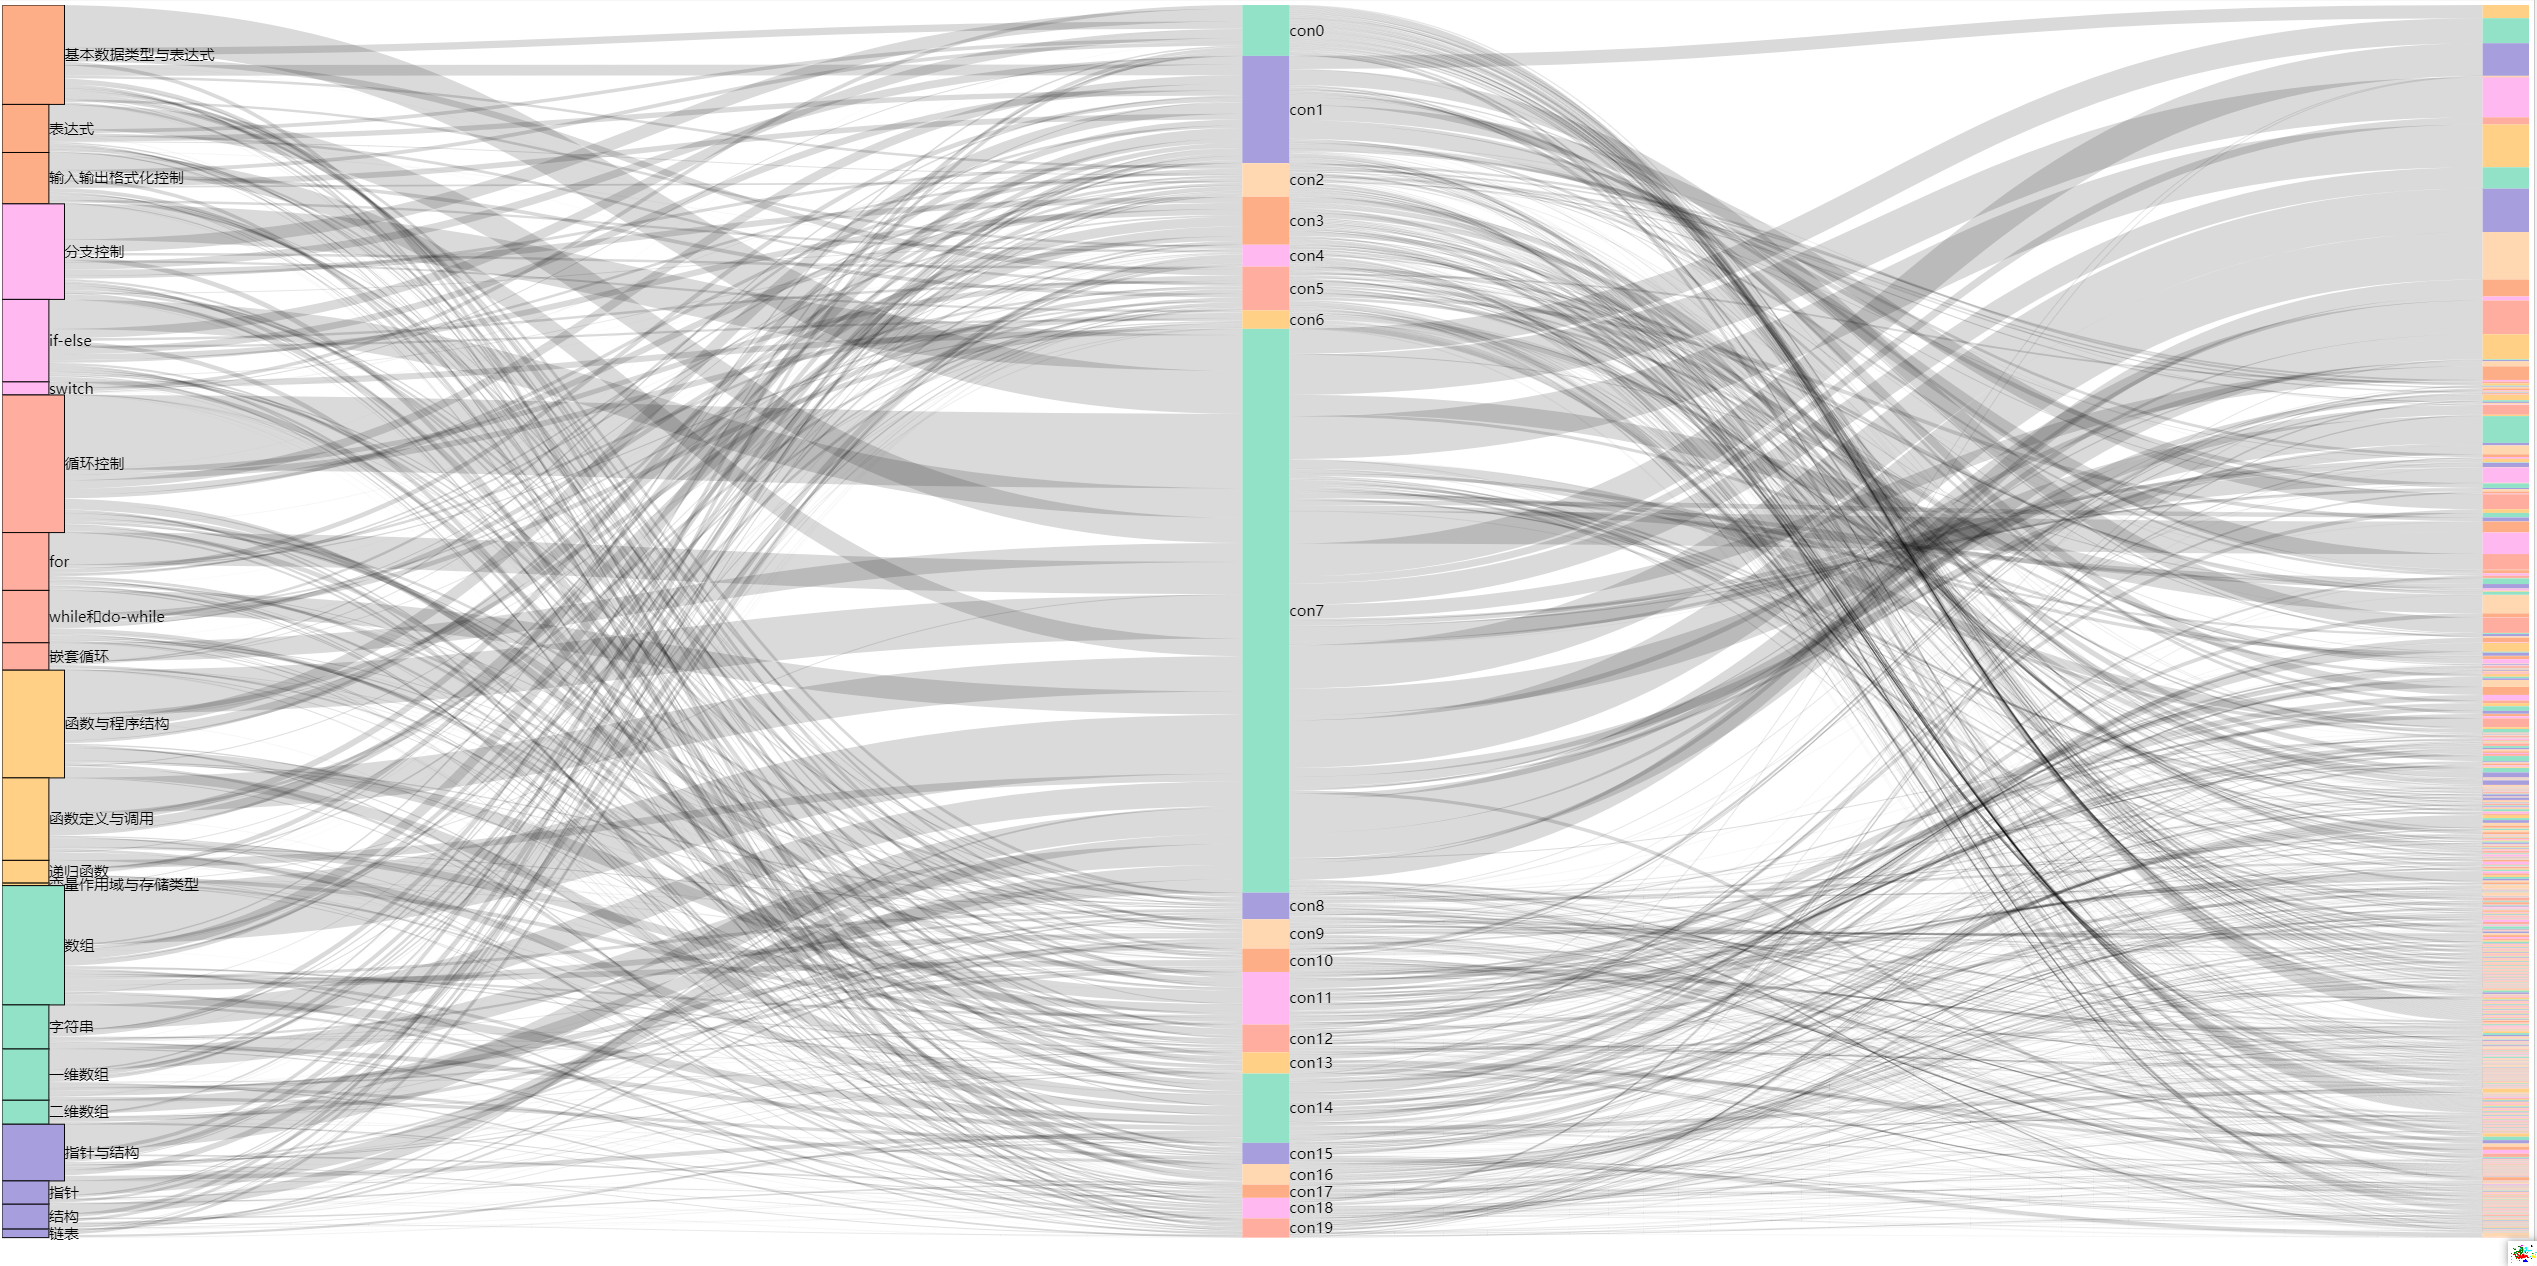 基本数据类型与表达式
表达式
输入输出格式化控制
分支控制
if-else
switch
循环控制
for
while和do-while
嵌套循环
函数与程序结构
函数定义与调用
递归函数
变量作用域与存储类型
数组
字符串
一维数组
二维数组
指针与结构
指针
结构
链表
con0
con1
con2
con3
con4
con5
con6
con7
con8
con9
con10
con11
con12
con13
con14
con15
con16
con17
con18
con19